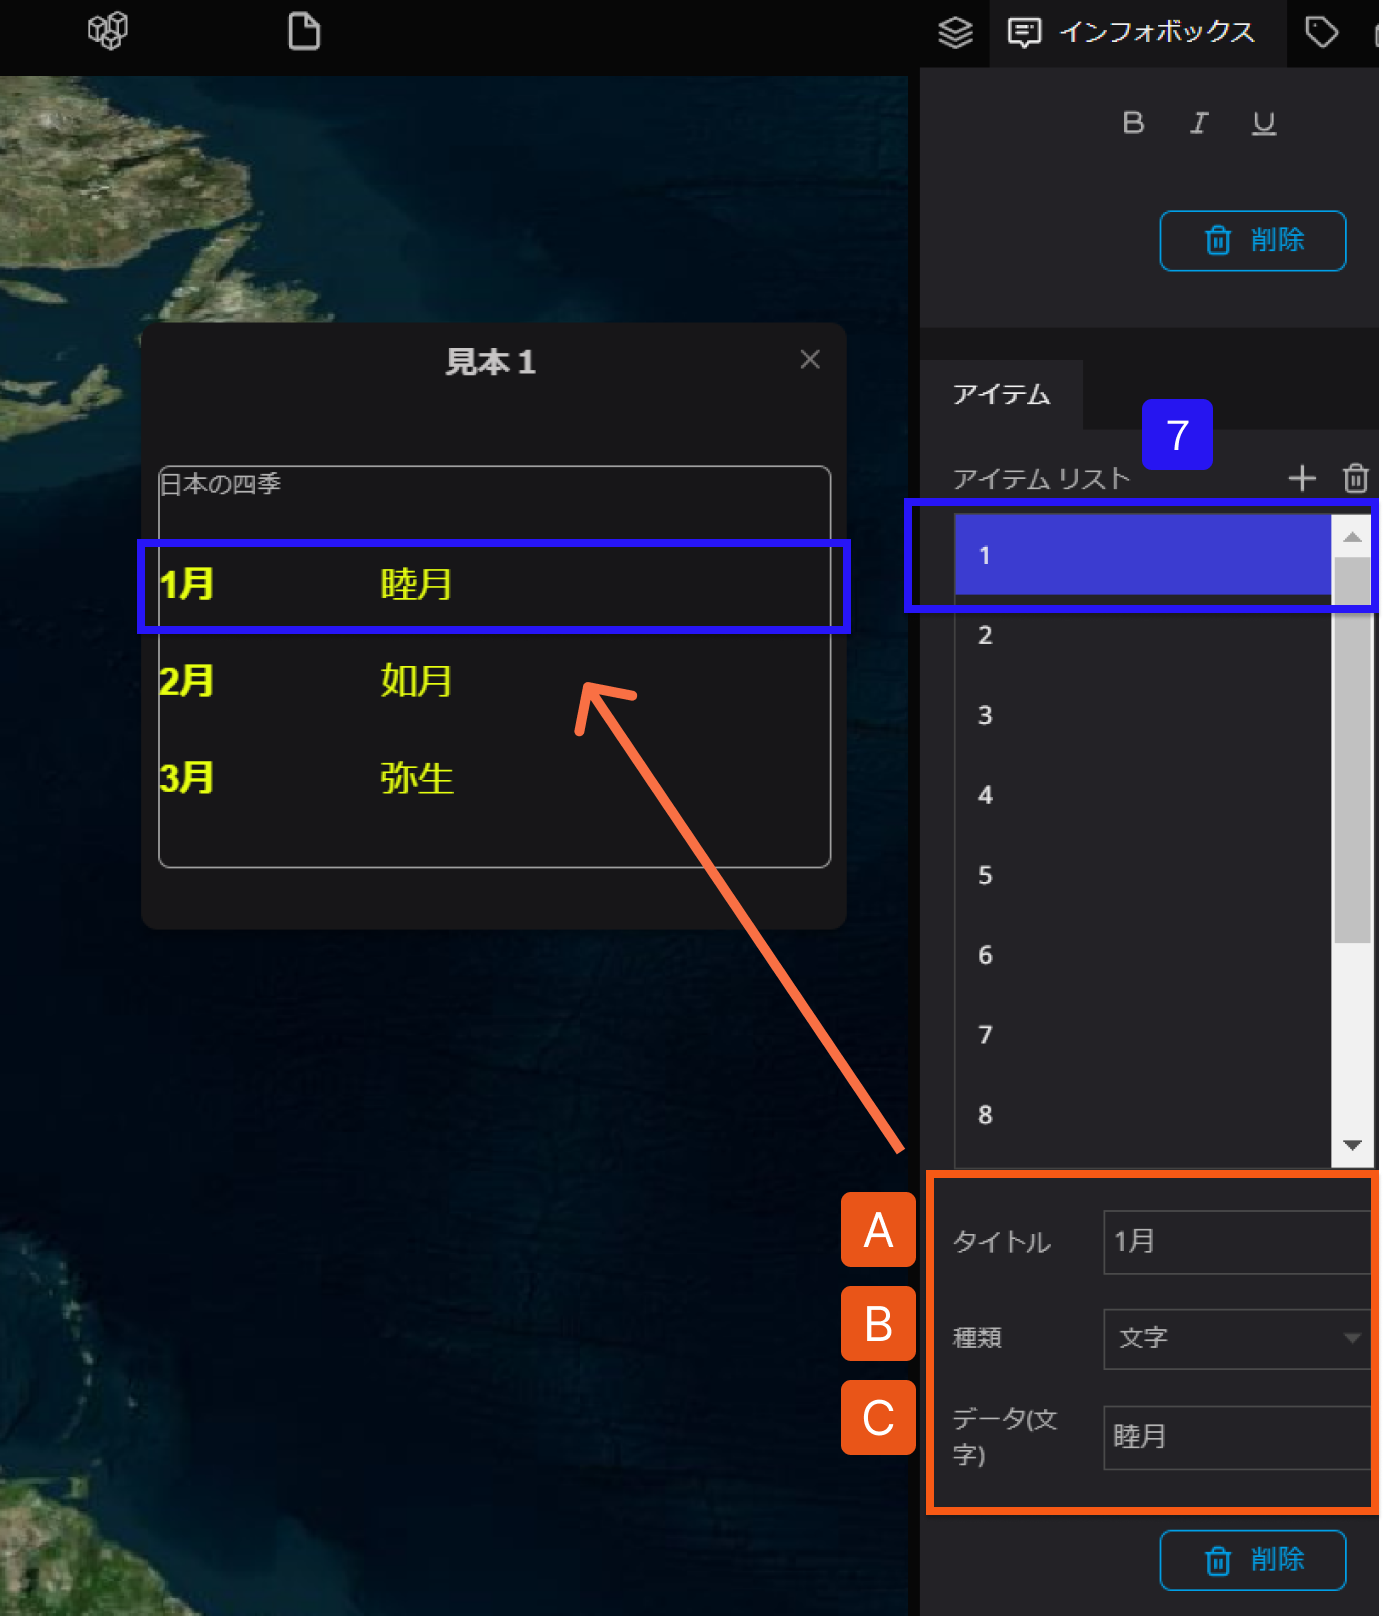 インフォボックス
B I U
削除
見本１
日本の四季
1月 睦月
2月 如月
3月 弥生
アイテム
7
アイテム リスト
1
2
3
4
5
6
7
8
A
タイトル 1月
B
種類 文字
C
データ(文
字) 睦月
削除